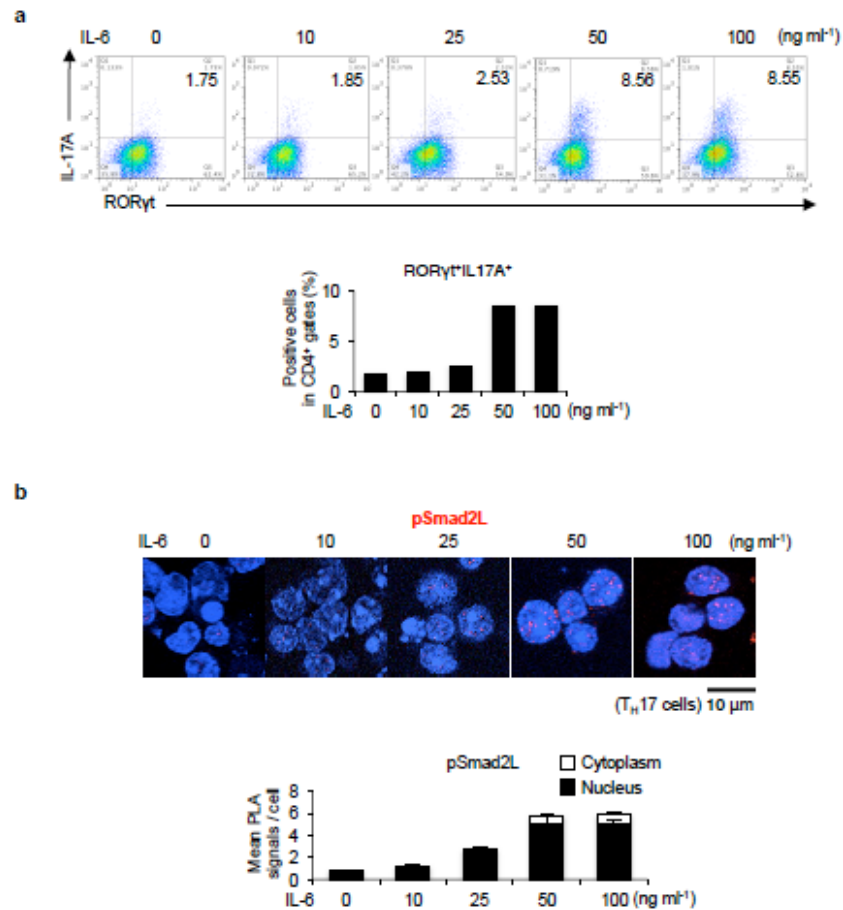 a
IL-6 0 10 25 50 100 (ng ml⁻¹)
1.75 1.85 2.53 8.56 8.55
IL-17A
RORγt
RORγt⁺IL17A⁺
Positive cells
in CD4⁺ gates (%)
10
5
0
IL-6 0 10 25 50 100 (ng ml⁻¹)
b
pSmad2L
IL-6 0 10 25 50 100 (ng ml⁻¹)
(TH17 cells) 10 µm
pSmad2L
Cytoplasm
Nucleus
Mean PLA
signals / cell
8
6
4
2
0
IL-6 0 10 25 50 100 (ng ml⁻¹)